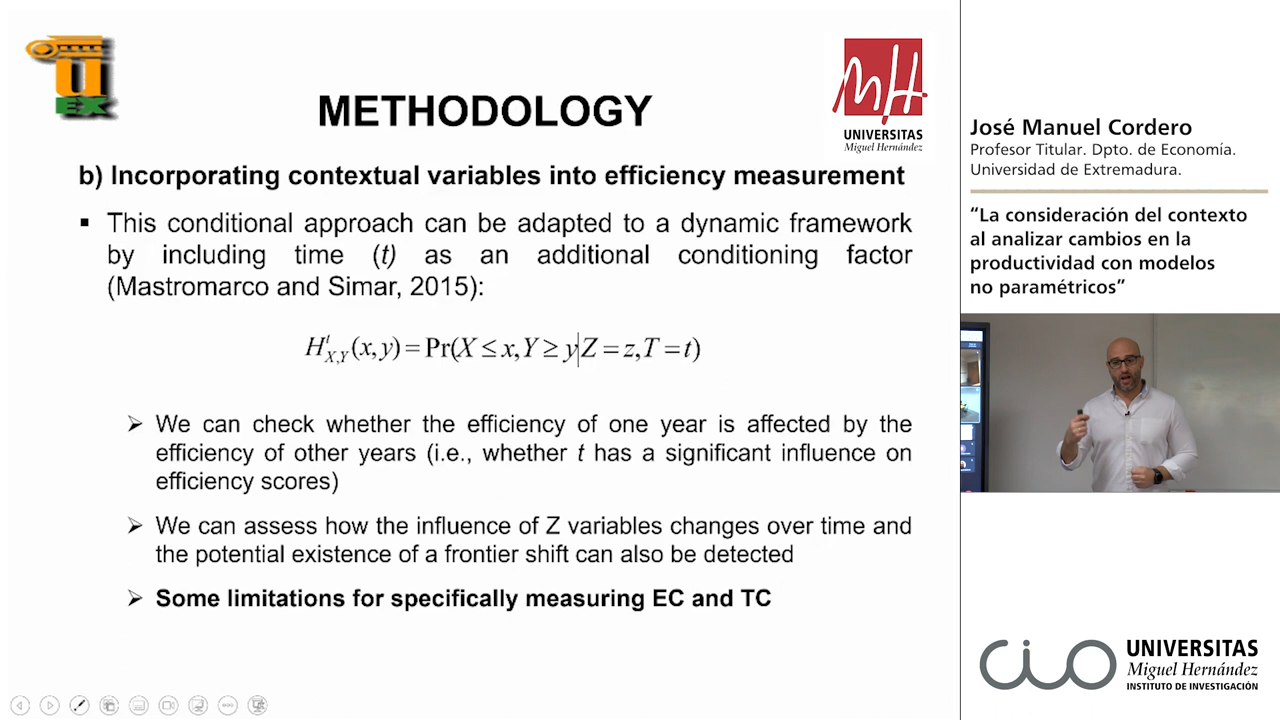 UEX
METHODOLOGY
MH
UNIVERSITAS
Miguel Hernández
b) Incorporating contextual variables into efficiency measurement
▪ This conditional approach can be adapted to a dynamic framework
by including time (t) as an additional conditioning factor
(Mastromarco and Simar, 2015):
H^t_{X,Y}(x,y) = Pr(X ≤ x, Y ≥ y|Z = z, T = t)
➢ We can check whether the efficiency of one year is affected by the
efficiency of other years (i.e., whether t has a significant influence on
efficiency scores)
➢ We can assess how the influence of Z variables changes over time and
the potential existence of a frontier shift can also be detected
➢ Some limitations for specifically measuring EC and TC
José Manuel Cordero
Profesor Titular. Dpto. de Economía.
Universidad de Extremadura.
“La consideración del contexto
al analizar cambios en la
productividad con modelos
no paramétricos”
CIO
UNIVERSITAS
Miguel Hernández
INSTITUTO DE INVESTIGACIÓN